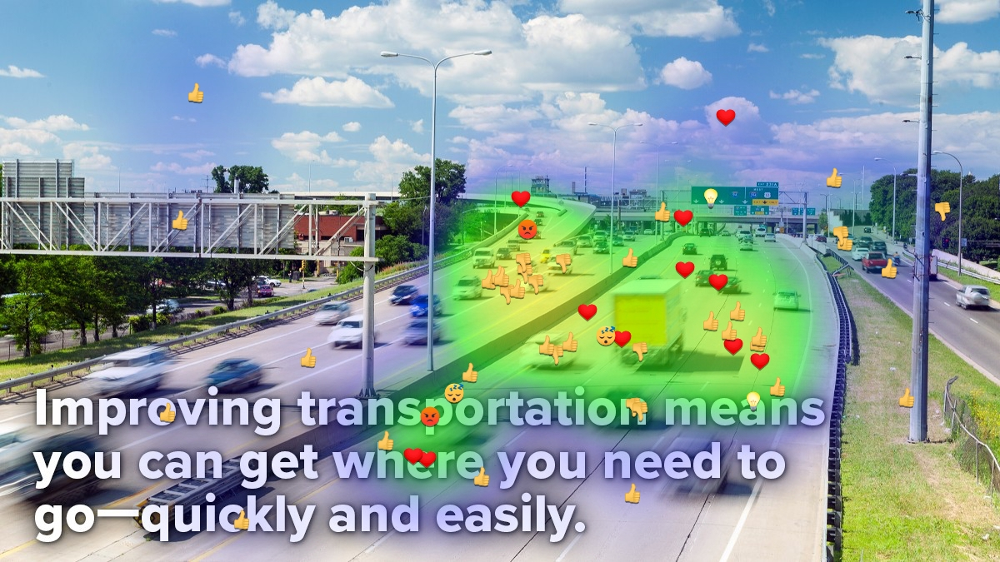 Improving transportation means
you can get where you need to
go—quickly and easily.